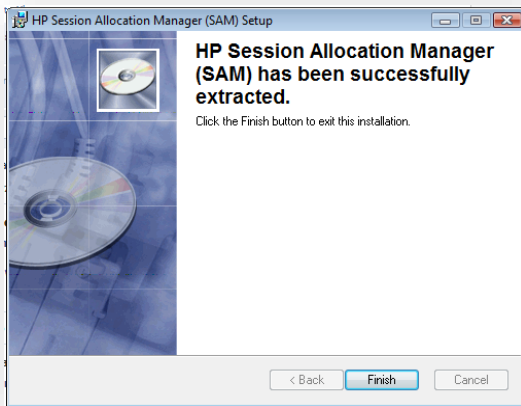 HP Session Allocation Manager (SAM) Setup
HP Session Allocation Manager
(SAM) has been successfully
extracted.
Click the Finish button to exit this installation.
< Back
Finish
Cancel